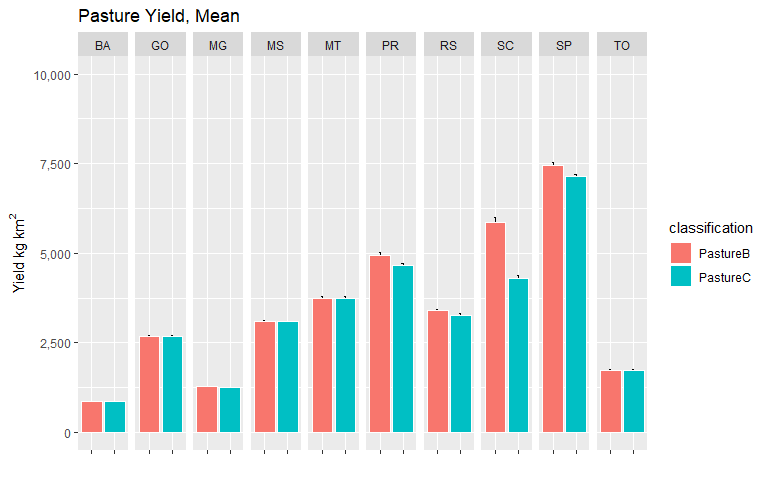 Pasture Yield, Mean
BA GO MG MS MT PR RS SC SP TO
10,000
7,500
5,000
2,500
0
Yield kg km²
classification
PastureB
PastureC